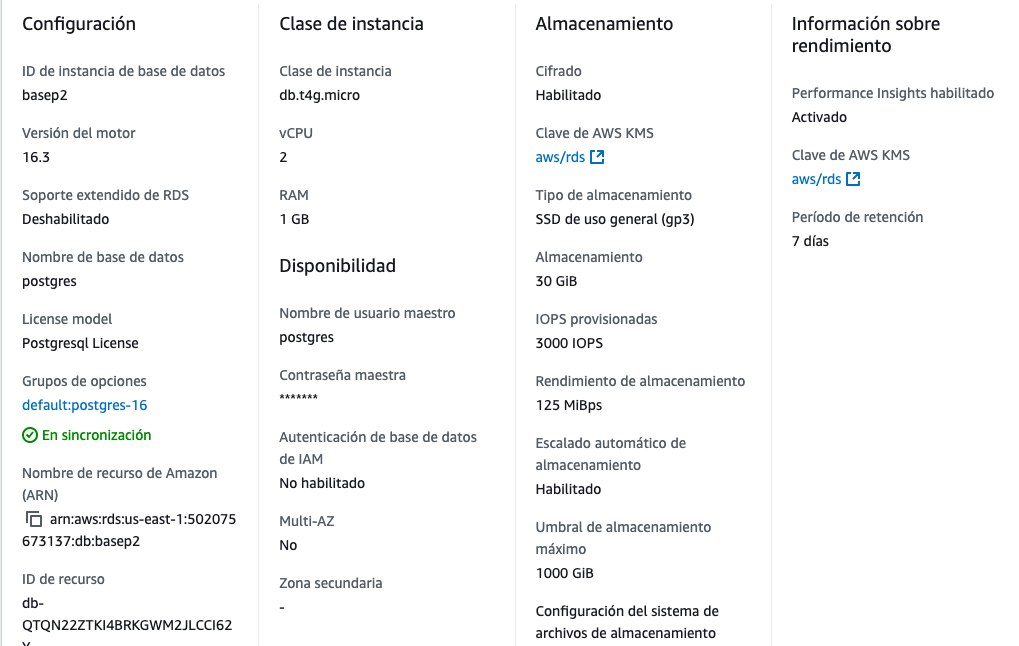 Configuración
ID de instancia de base de datos
basep2
Versión del motor
16.3
Soporte extendido de RDS
Deshabilitado
Nombre de base de datos
postgres
License model
Postgresql License
Grupos de opciones
default:postgres-16
En sincronización
Nombre de recurso de Amazon
(ARN)
arn:aws:rds:us-east-1:502075
673137:db:basep2
ID de recurso
db-
QTQN22ZTKI4BRKGWM2JLCCI62
Clase de instancia
Clase de instancia
db.t4g.micro
vCPU
2
RAM
1 GB
Disponibilidad
Nombre de usuario maestro
postgres
Contraseña maestra
*******
Autenticación de base de datos
de IAM
No habilitado
Multi-AZ
No
Zona secundaria
-
Almacenamiento
Cifrado
Habilitado
Clave de AWS KMS
aws/rds
Tipo de almacenamiento
SSD de uso general (gp3)
Almacenamiento
30 GiB
IOPS provisionadas
3000 IOPS
Rendimiento de almacenamiento
125 MiBps
Escalado automático de
almacenamiento
Habilitado
Umbral de almacenamiento
máximo
1000 GiB
Configuración del sistema de
archivos de almacenamiento
Información sobre
rendimiento
Performance Insights habilitado
Activado
Clave de AWS KMS
aws/rds
Período de retención
7 días